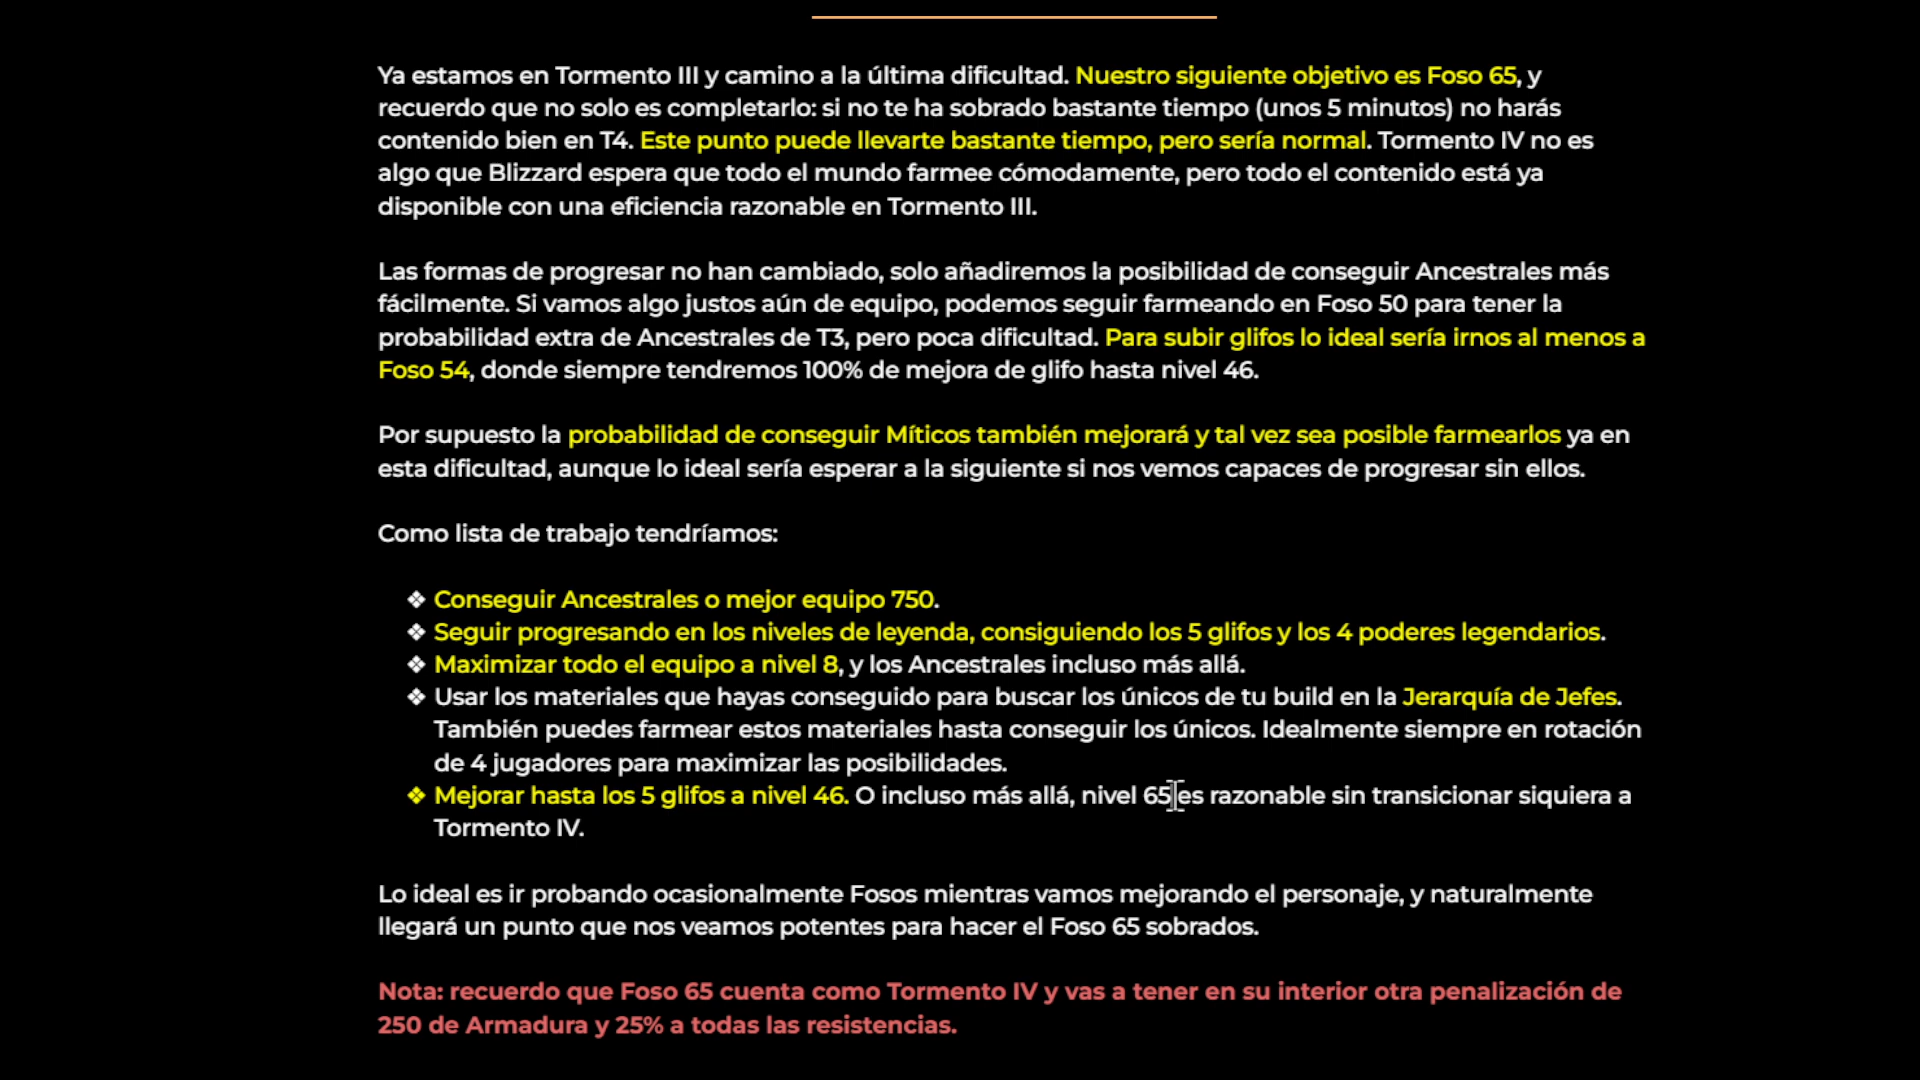 Ya estamos en Tormento III y camino a la última dificultad. Nuestro siguiente objetivo es Foso 65, y
recuerdo que no solo es completarlo: si no te ha sobrado bastante tiempo (unos 5 minutos) no harás
contenido bien en T4. Este punto puede llevarte bastante tiempo, pero sería normal. Tormento IV no es
algo que Blizzard espera que todo el mundo farmee cómodamente, pero todo el contenido está ya
disponible con una eficiencia razonable en Tormento III.
Las formas de progresar no han cambiado, solo añadiremos la posibilidad de conseguir Ancestrales más
fácilmente. Si vamos algo justos aún de equipo, podemos seguir farmeando en Foso 50 para tener la
probabilidad extra de Ancestrales de T3, pero poca dificultad. Para subir glifos lo ideal sería irnos al menos a
Foso 54, donde siempre tendremos 100% de mejora de glifo hasta nivel 46.
Por supuesto la probabilidad de conseguir Míticos también mejorará y tal vez sea posible farmearlos ya en
esta dificultad, aunque lo ideal sería esperar a la siguiente si nos vemos capaces de progresar sin ellos.
Como lista de trabajo tendríamos:
❖ Conseguir Ancestrales o mejor equipo 750.
❖ Seguir progresando en los niveles de leyenda, consiguiendo los 5 glifos y los 4 poderes legendarios.
❖ Maximizar todo el equipo a nivel 8, y los Ancestrales incluso más allá.
❖ Usar los materiales que hayas conseguido para buscar los únicos de tu build en la Jerarquía de Jefes.
También puedes farmear estos materiales hasta conseguir los únicos. Idealmente siempre en rotación
de 4 jugadores para maximizar las posibilidades.
❖ Mejorar hasta los 5 glifos a nivel 46. O incluso más allá, nivel 65 es razonable sin transicionar siquiera a
Tormento IV.
Lo ideal es ir probando ocasionalmente Fosos mientras vamos mejorando el personaje, y naturalmente
llegará un punto que nos veamos potentes para hacer el Foso 65 sobrados.
Nota: recuerdo que Foso 65 cuenta como Tormento IV y vas a tener en su interior otra penalización de
250 de Armadura y 25% a todas las resistencias.